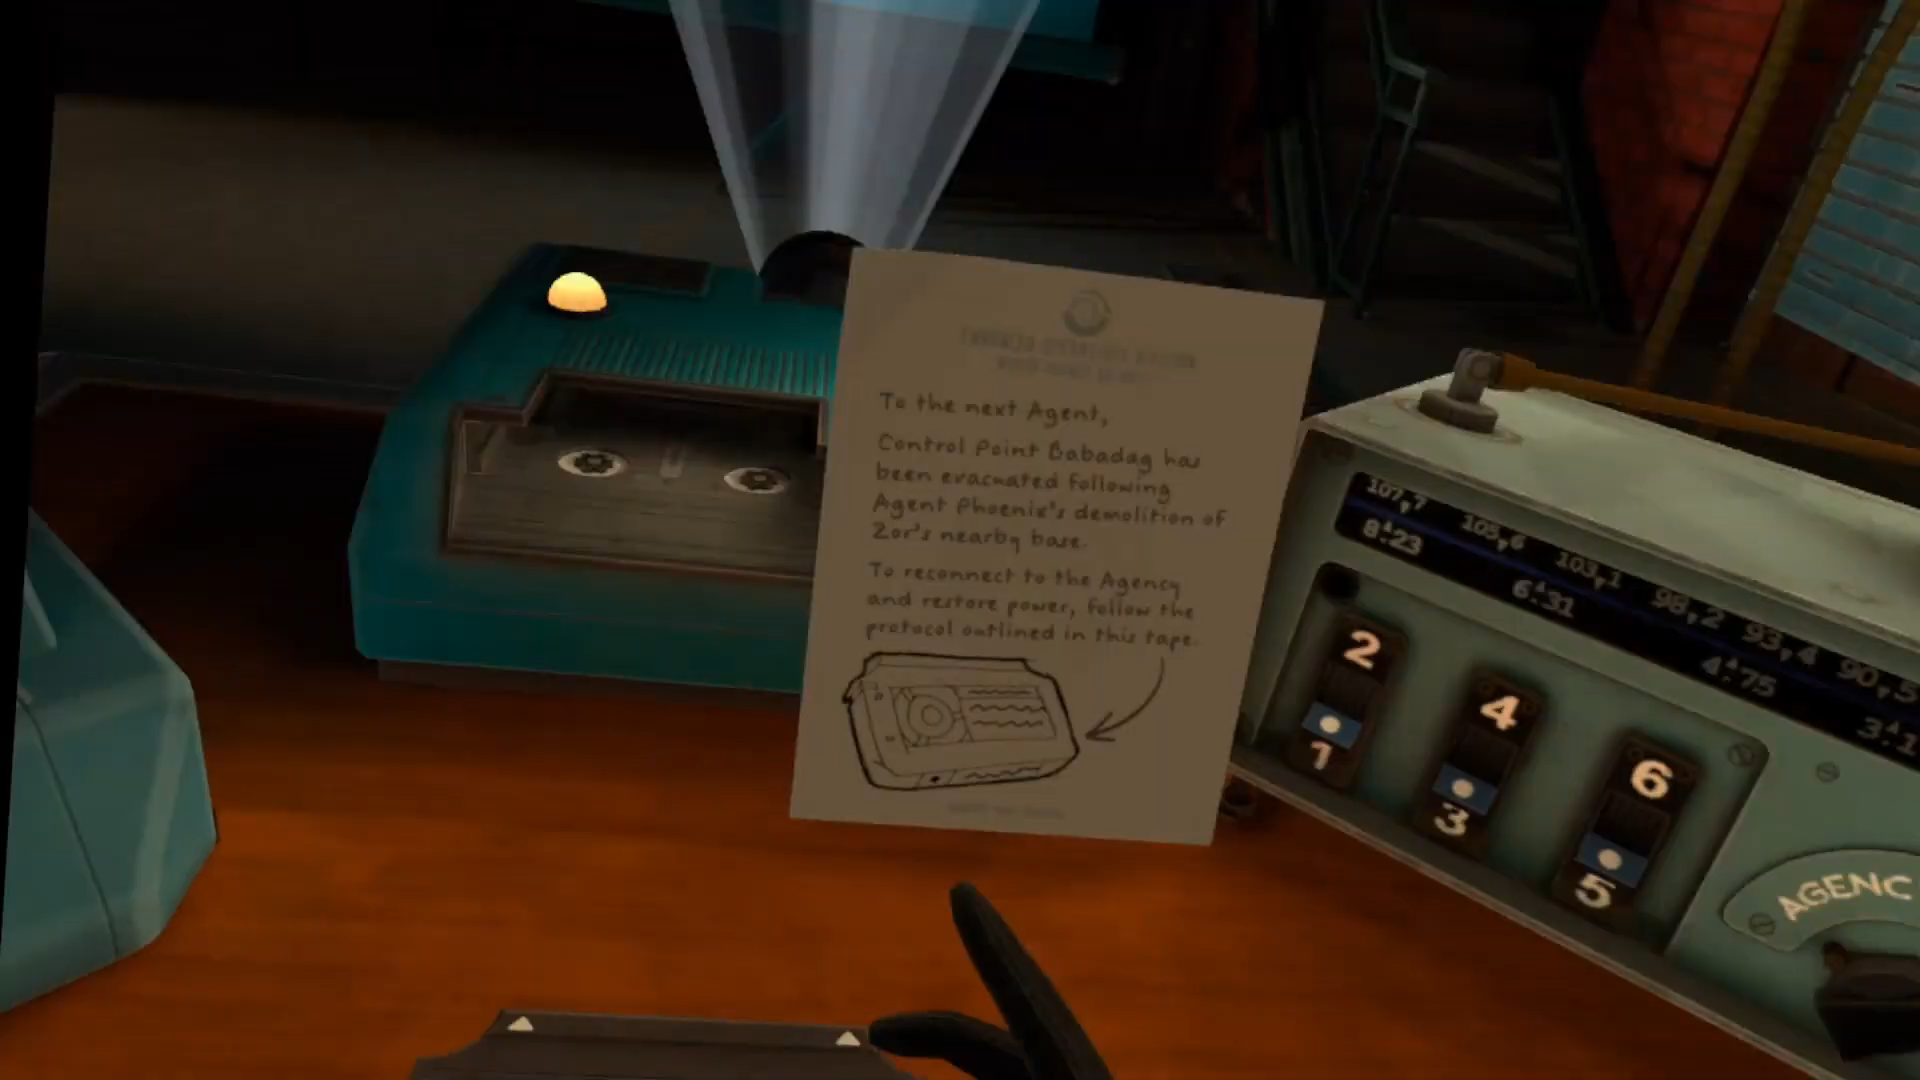 To the next Agent,
Control Point Babadag has
been evacuated following
Agent Phoenix's demolition of
Zor's nearby base.
To reconnect to the Agency
and restore power, follow the
protocol outlined in this tape.
107,7 105,6 103,1 98,2 93,4 90,5
8:23 6:31 4:75 3:1
2 4 6
1 3 5
AGENC